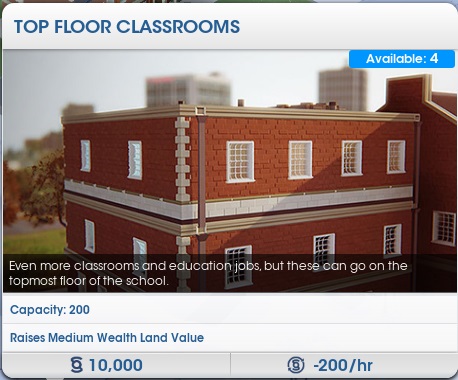 TOP FLOOR CLASSROOMS
Available: 4
Even more classrooms and education jobs, but these can go on the
topmost floor of the school.
Capacity: 200
Raises Medium Wealth Land Value
10,000
-200/hr